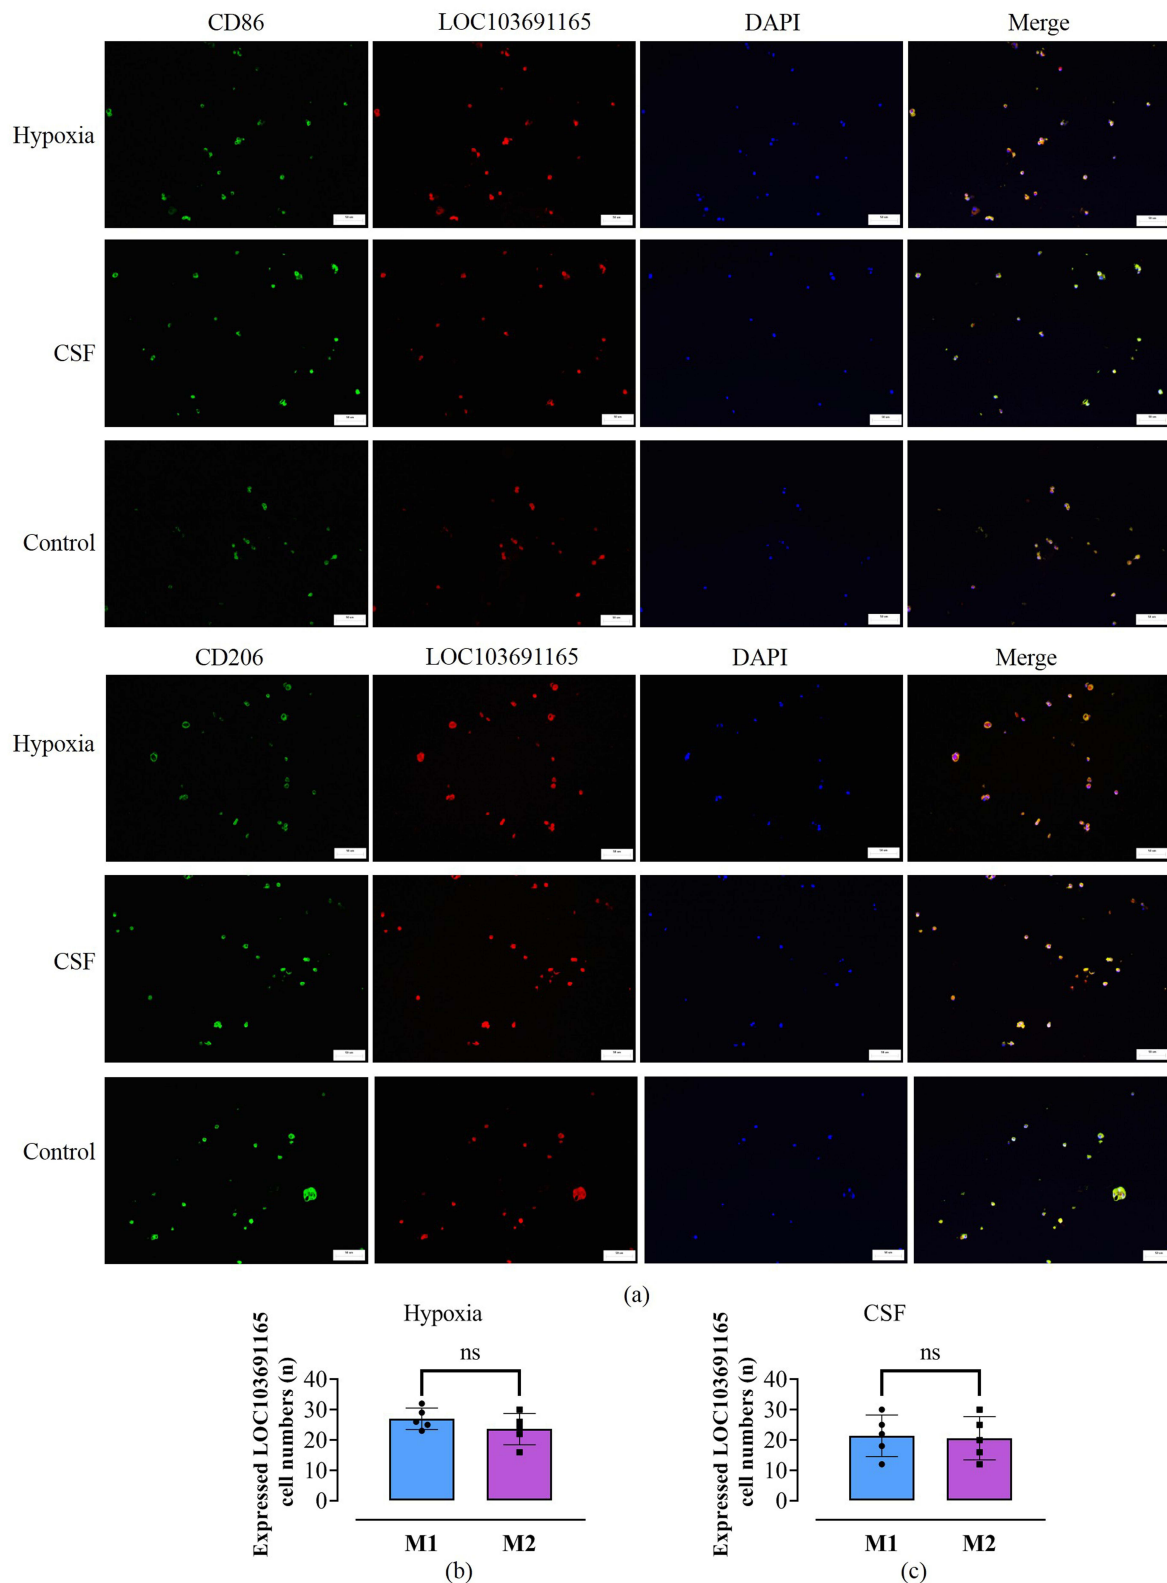 CD86 LOC103691165 DAPI Merge
Hypoxia
CSF
Control
CD206 LOC103691165 DAPI Merge
Hypoxia
CSF
Control
(a)
Hypoxia
Expressed LOC103691165
cell numbers (n)
ns
40
30
20
10
0
M1 M2
(b)
CSF
Expressed LOC103691165
cell numbers (n)
ns
40
30
20
10
0
M1 M2
(c)